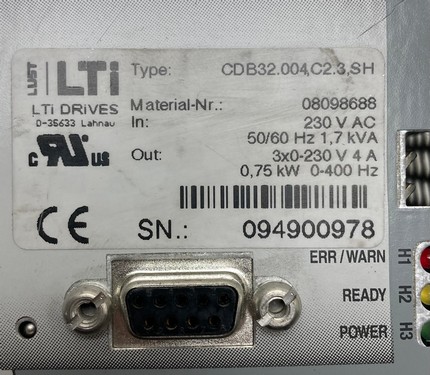 LUST
LTi
LTi DRIVES
D-35633 Lahnau
Type: CDB32.004,C2.3,SH
Material-Nr.: 08098688
In: 230 V AC
50/60 Hz 1,7 kVA
Out: 3x0-230 V 4 A
0,75 kW 0-400 Hz
c RU US
CE
SN.: 094900978
ERR/WARN H1
READY H2
POWER H3